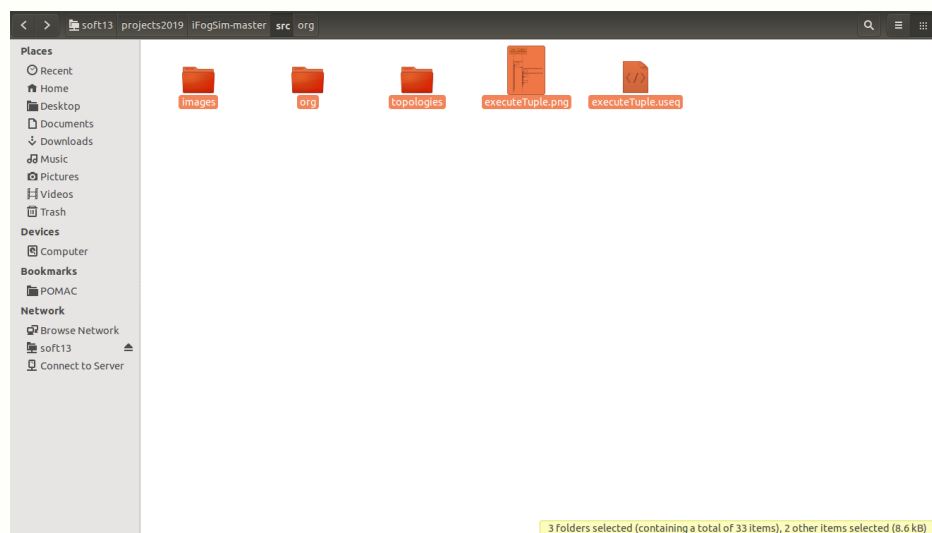 soft13 projects2019 iFogSim-master src org
Places
Recent
Home
Desktop
Documents
Downloads
Music
Pictures
Videos
Trash
Devices
Computer
Bookmarks
POMAC
Network
Browse Network
soft13
Connect to Server
images org topologies executeTuple.png executeTuple.useq
3 folders selected (containing a total of 33 items), 2 other items selected (8.6 kB)